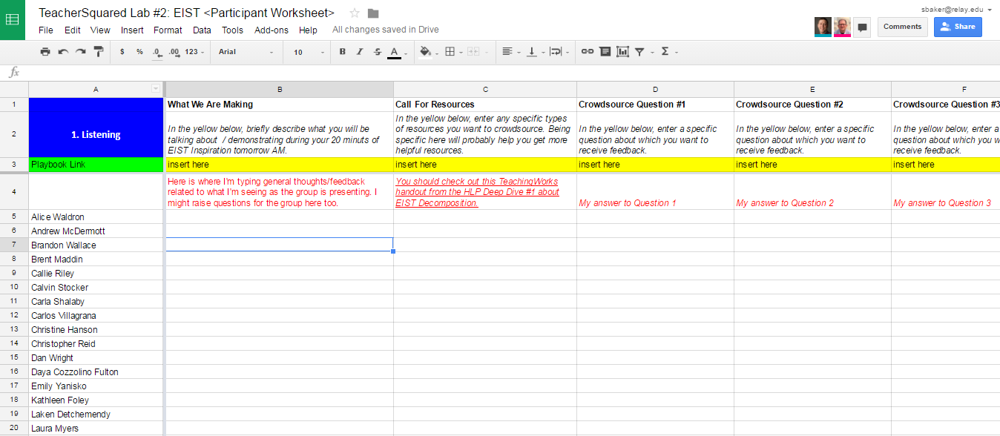 TeacherSquared Lab #2: EIST <Participant Worksheet>
sbaker@relay.edu
File Edit View Insert Format Data Tools Add-ons Help All changes saved in Drive
Comments Share
$ % .0 .00 123 Arial 10 B I S A Σ
fx
A B C D E F
1 What We Are Making Call For Resources Crowdsource Question #1 Crowdsource Question #2 Crowdsource Question #3
2 1. Listening
In the yellow below, briefly describe what you will be
talking about / demonstrating during your 20 minuts of
EIST Inspiration tomorrow AM.
In the yellow below, enter any specific types
of resources you want to crowdsource. Being
specific here will probably help you get more
helpful resources.
In the yellow below, enter a specific
question about which you want to
receive feedback.
In the yellow below, enter a specific
question about which you want to
receive feedback.
In the yellow below, enter a
question about which you w
receive feedback.
3 Playbook Link insert here insert here insert here insert here insert here
4
Here is where I'm typing general thoughts/feedback
related to what I'm seeing as the group is presenting. I
might raise questions for the group here too.
You should check out this TeachingWorks
handout from the HLP Deep Dive #1 about
EIST Decomposition.
My answer to Question 1 My answer to Question 2 My answer to Question 3
5 Alice Waldron
6 Andrew McDermott
7 Brandon Wallace
8 Brent Maddin
9 Callie Riley
10 Calvin Stocker
11 Carla Shalaby
12 Carlos Villagrana
13 Christine Hanson
14 Christopher Reid
15 Dan Wright
16 Daya Cozzolino Fulton
17 Emily Yanisko
18 Kathleen Foley
19 Laken Detchemendy
20 Laura Myers